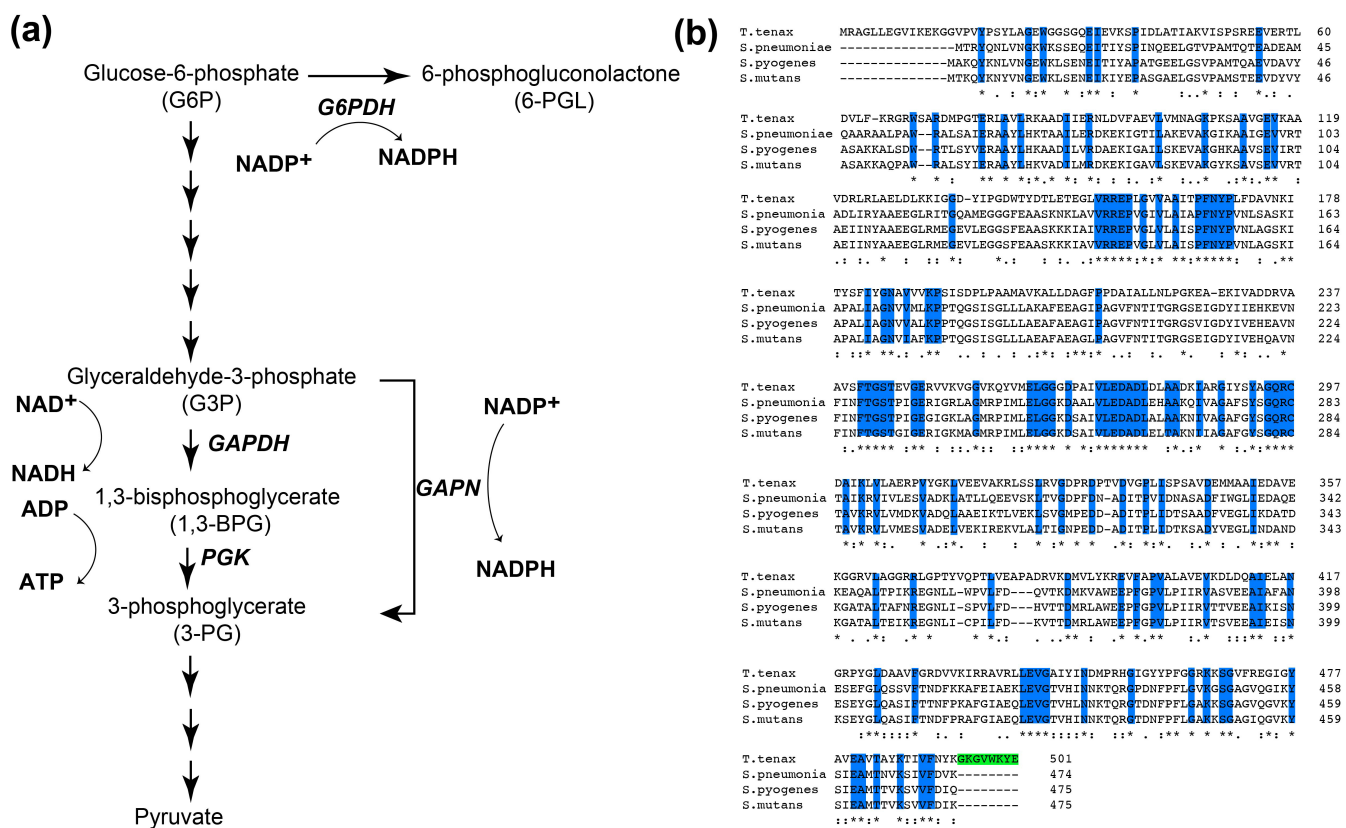 (a)
Glucose-6-phosphate
(G6P)
6-phosphogluconolactone
(6-PGL)
G6PDH
NADP+
NADPH
Glyceraldehyde-3-phosphate
(G3P)
NAD+
NADH
GAPDH
NADP+
GAPN
NADPH
1,3-bisphosphoglycerate
(1,3-BPG)
ADP
ATP
PGK
3-phosphoglycerate
(3-PG)
Pyruvate
(b)
T.tenax MRAGLLEGVIKEKGGVPVYPSYLAGEWGGSGQEIEVKSPIDLATIAKVISPSREEVERTL 60
S.pneumoniae ---------------MTRYQNLVNGKWKSSEQEITIYSPINQEELGTVPAMTQTEADEAM 45
S.pyogenes --------------MAKQYKNLVNGEWKLSENEITIYAPATGEELGSVPAMTQAEVDAVY 46
S.mutans --------------MTKQYKNYVNGEWKLSENEIKIYEPASGAELGSVPAMSTEEVDYVY 46
T.tenax DVLF-KRGRWSARDMPGTERLAVLRKAADIIERNLDVFAEVLVMNAGKPKSAAVGEVKAA 119
S.pneumoniae QAARAALPAW--RALSAIERAAYLHKTAAILERDKEKIGTILAKEVAKGIKAAIGEVVRT 103
S.pyogenes ASAKKALSDW--RTLSYVERAAYLHKAADILVRDAEKIGAILSKEVAKGHKAAVSEVIRT 104
S.mutans ASAKKAQPAW--RALSYIERAAYLHKVADILMRDKEKIGAVLSKEVAKGYKSAVSEVVRT 104
T.tenax VDRLRLAELDLKKIGGD-YIPGDWTYDTLETEGLVRREPLGVVAAITPFNYPLFDAVNKI 178
S.pneumonia ADLIRYAAEEGLRITGQAMEGGGFEAASKNKLAVVRREPVGIVLAIAPFNYPVNLSASKI 163
S.pyogenes AEIINYAAEEGLRMEGEVLEGGSFEAASKKKIAIVRREPVGLVLAISPFNYPVNLAGSKI 164
S.mutans AEIINYAAEEGLRMEGEVLEGGSFEAASKKKIAVVRREPVGLVLAISPFNYPVNLAGSKI 164
T.tenax TYSFIYGNAVVVKPSISDPLPAAMAVKALLDAGFPPDAIALLNLPGKEA-EKIVADDRVA 237
S.pneumonia APALIAGNVVMLKPPTQGSISGLLLAKAFEEAGIPAGVFNTITGRGSEIGDYIIEHKEVN 223
S.pyogenes APALIAGNVVALKPPTQGSISGLLLAEAFAEAGIPAGVFNTITGRGSVIGDYIVEHEAVN 224
S.mutans APALIAGNVIAFKPPTQGSISGLLLAEAFAEAGLPAGVFNTITGRGSEIGDYIVEHQAVN 224
T.tenax AVSFTGSTEVGERVVKVGGVKQYVMELGGGDPAIVLEDADLDLAADKIARGIYSYAGQRC 297
S.pneumonia FINFTGSTPIGERIGRLAGMRPIMLELGGKDAALVLEDADLEHAAKQIVAGAFSYSGQRC 283
S.pyogenes FINFTGSTGIGEGIGKLAGMRPIMLELGGKDSAIVLEDADLALAAKNIVAGAFGYSGQRC 284
S.mutans FINFTGSTGIGERIGKMAGMRPIMLELGGKDSAIVLEDADLELTAKNIIAGAFGYSGQRC 284
T.tenax DAIKLVLAERPVYGKLVEEVAKRLSSLRVGDPRDPTVDVGPLISPSAVDEMMAAIEDAVE 357
S.pneumonia TAIKRVIVLESVADKLATLLQEEVSKLTVGDPFDN-ADITPVIDNASADFIWGLIEDAQE 342
S.pyogenes TAVKRVLVMDKVADQLAAEIKTLVEKLSVGMPEDD-ADITPLIDTSAADFVEGLIKDATD 343
S.mutans TAVKRVLVMESVADELVEKIREKVLALTIGNPEDD-ADITPLIDTKSADYVEGLINDAND 343
T.tenax KGGRVLAGGRRLGPTYVQPTLVEAPADRVKDMVLYKREVFAPVALAVEVKDLDQAIELAN 417
S.pneumonia KEAQALTPIKREGNLL-WPVLFD---QVTKDMKVAWEEPFGPVLPIIRVASVEEAIAFAN 398
S.pyogenes KGATALTAFNREGNLI-SPVLFD---HVTTDMRLAWEEPFGPVLPIIRVTTVEEAIKISN 399
S.mutans KGATALTEIKREGNLI-CPILFD---KVTTDMRLAWEEPFGPVLPIIRVTSVEEAIEISN 399
T.tenax GRPYGLDAAVFGRDVVKIRRAVRLLEVGAIYINDMPRHGIGYYPFGGRKKSGVFREGIGY 477
S.pneumonia ESEFGLQSSVFTNDFKKAFEIAEKLEVGTVHINNKTQRGPDNFPFLGVKGSGAGVQGIKY 458
S.pyogenes ESEYGLQASIFTTNFPKAFGIAEQLEVGTVHLNNKTQRGTDNFPFLGAKKSGAGVQGVKY 459
S.mutans KSEYGLQASIFTNDFPRAFGIAEQLEVGTVHINNKTQRGTDNFPFLGAKKSGAGIQGVKY 459
T.tenax AVEAVTAYKTIVFNYKGKGVWKYE 501
S.pneumonia SIEAMTNVKSIVFDVK-------- 474
S.pyogenes SIEAMTTVKSVVFDIQ-------- 475
S.mutans SIEAMTTVKSVVFDIK-------- 475